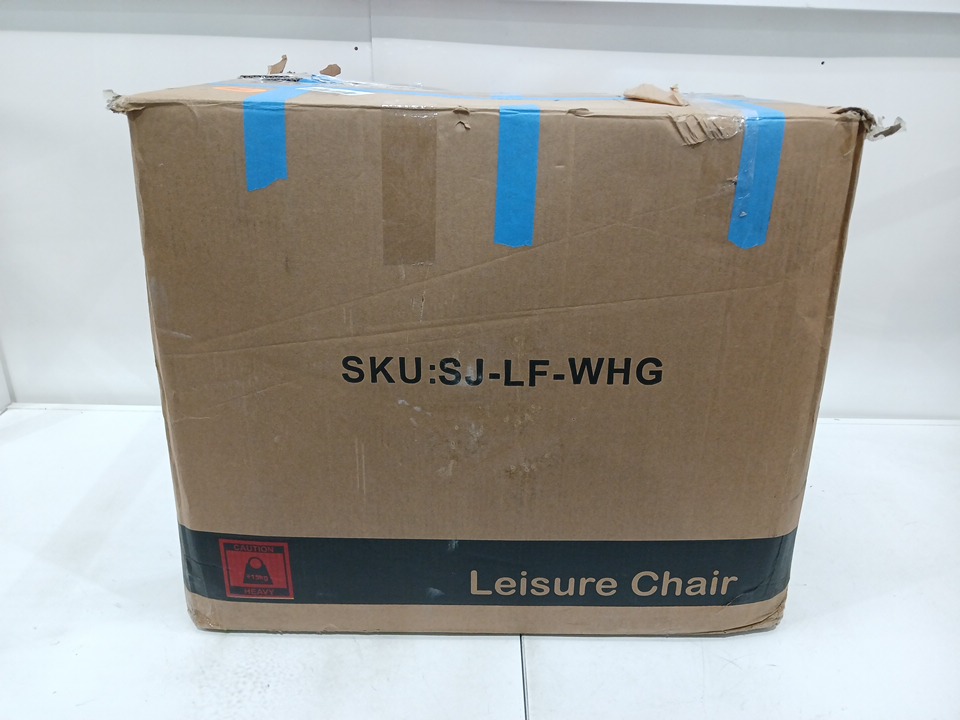 SKU:SJ-LF-WHG
CAUTION
HEAVY
Leisure Chair